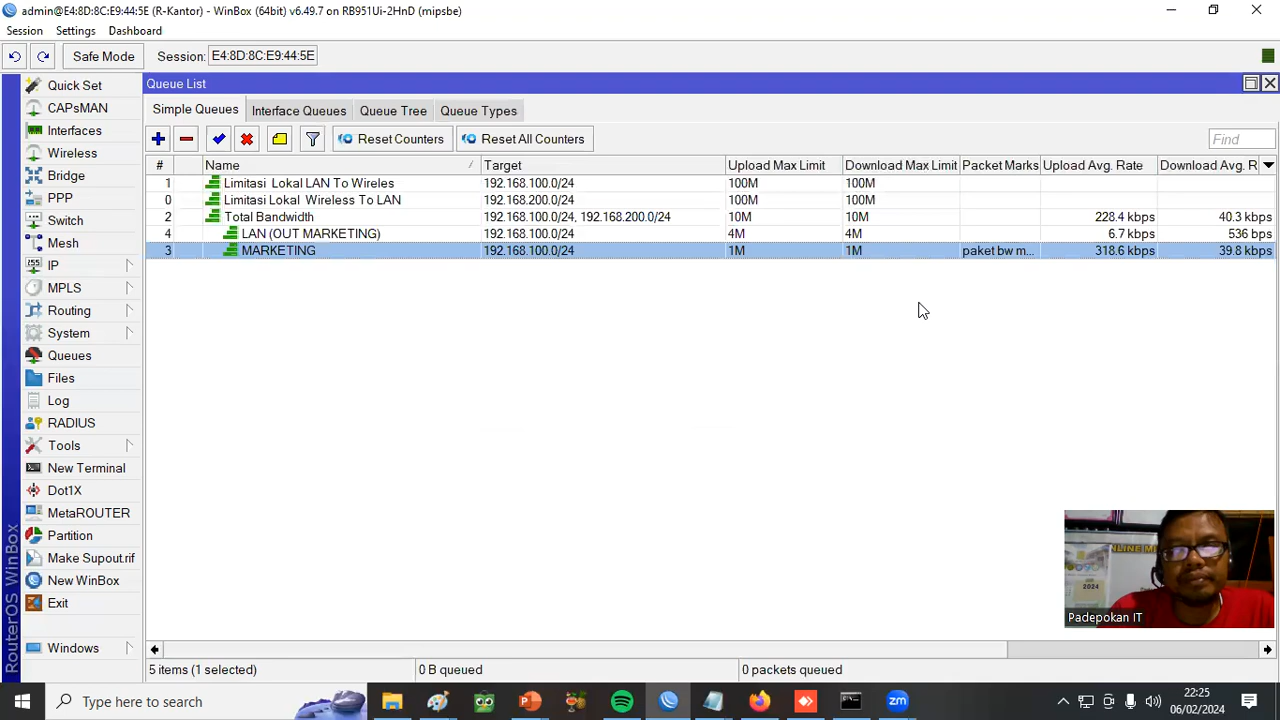 admin@E4:8D:8C:E9:44:5E (R-Kantor) - WinBox (64bit) v6.49.7 on RB951Ui-2HnD (mipsbe)
Session Settings Dashboard
Safe Mode Session: E4:8D:8C:E9:44:5E
Quick Set
CAPsMAN
Interfaces
Wireless
Bridge
PPP
Switch
Mesh
IP
MPLS
Routing
System
Queues
Files
Log
RADIUS
Tools
New Terminal
Dot1X
MetaROUTER
Partition
Make Supout.rif
New WinBox
Exit
Windows
RouterOS WinBox
Queue List
Simple Queues Interface Queues Queue Tree Queue Types
Reset Counters Reset All Counters Find
# Name Target Upload Max Limit Download Max Limit Packet Marks Upload Avg. Rate Download Avg. R
1 Limitasi Lokal LAN To Wireles 192.168.100.0/24 100M 100M
0 Limitasi Lokal Wireless To LAN 192.168.200.0/24 100M 100M
2 Total Bandwidth 192.168.100.0/24, 192.168.200.0/24 10M 10M 228.4 kbps 40.3 kbps
4 LAN (OUT MARKETING) 192.168.100.0/24 4M 4M 6.7 kbps 536 bps
3 MARKETING 192.168.100.0/24 1M 1M paket bw m... 318.6 kbps 39.8 kbps
2024
Padepokan IT
5 items (1 selected) 0 B queued 0 packets queued
Type here to search
zm
22:25
06/02/2024